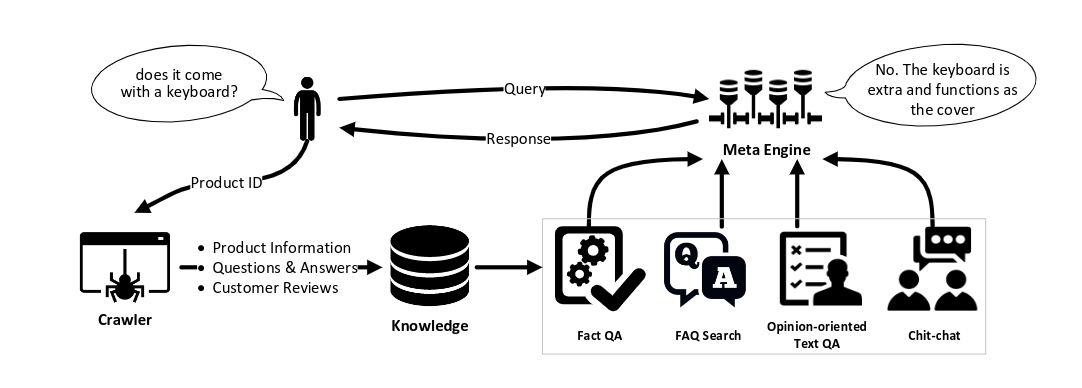 does it come
with a keyboard?
Query
No. The keyboard is
extra and functions as
the cover
Response
Meta Engine
Product ID
• Product Information
• Questions & Answers
• Customer Reviews
Crawler
Knowledge
Q
A
Fact QA
FAQ Search
Opinion-oriented
Text QA
Chit-chat